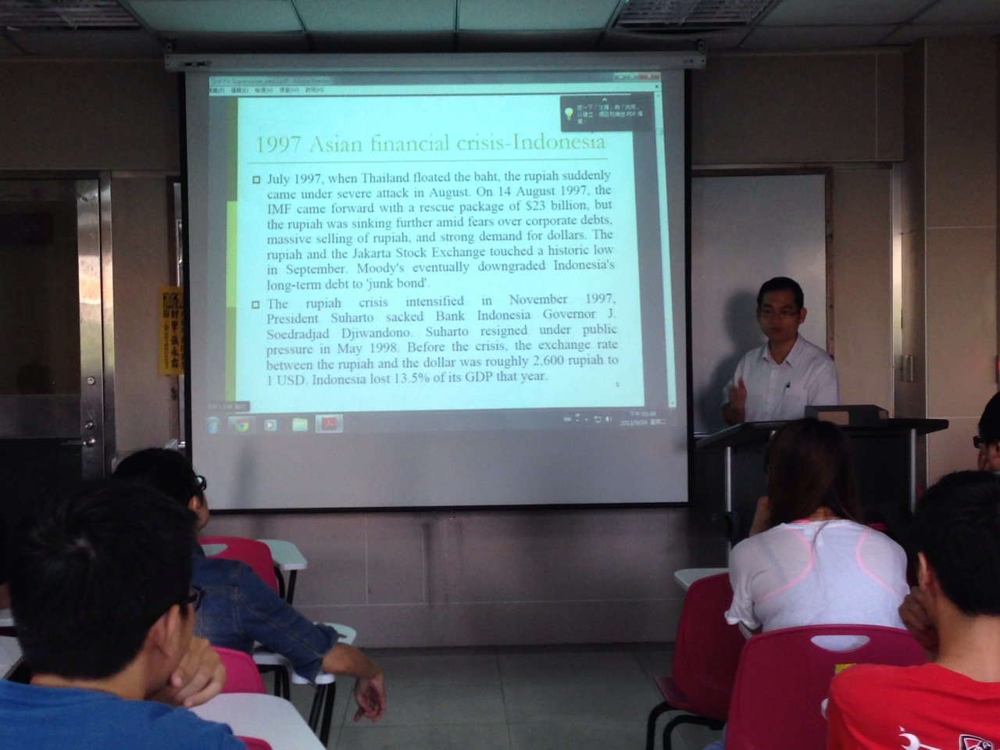 1997 Asian financial crisis-Indonesia
July 1997, when Thailand floated the baht, the rupiah suddenly
came under severe attack in August. On 14 August 1997, the
IMF came forward with a rescue package of $23 billion, but
the rupiah was sinking further amid fears over corporate debts,
massive selling of rupiah, and strong demand for dollars. The
rupiah and the Jakarta Stock Exchange touched a historic low
in September. Moody's eventually downgraded Indonesia's
long-term debt to 'junk bond'.
The rupiah crisis intensified in November 1997,
President Suharto sacked Bank Indonesia Governor J.
Soedradjad Djiwandono. Suharto resigned under public
pressure in May 1998. Before the crisis, the exchange rate
between the rupiah and the dollar was roughly 2,600 rupiah to
1 USD. Indonesia lost 13.5% of its GDP that year.
5
2013/9/24